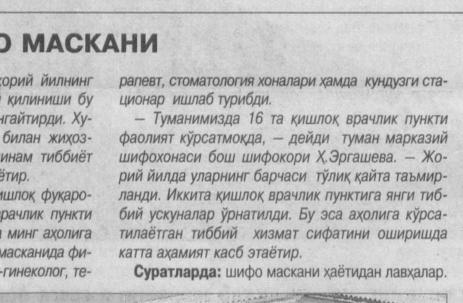 О МАСКАНИ
орий йилнинг
қилиниши бу
нгайтирди. Ху-
билан жиҳоз-
инам тиббиёт
ётир.
ишлоқ фуқаро-
врачлик пункти
а минг аҳолига
масканида фи-
-гинеколог, те-
рапевт, стоматология хоналари ҳамда кундузги ста-
ционар ишлаб турибди.
— Туманимизда 16 та қишлоқ врачлик пункти
фаолият кўрсатмоқда, — дейди туман марказий
шифохонаси бош шифокори Ҳ.Эргашева. — Жо-
рий йилда уларнинг барчаси тўлиқ қайта таъмир-
ланди. Иккита қишлоқ врачлик пунктига янги тиб-
бий ускуналар ўрнатилди. Бу эса аҳолига кўрса-
тилаётган тиббий хизмат сифатини оширишда
катта аҳамият касб этаётир.
Суратларда: шифо маскани ҳаётидан лавҳалар.